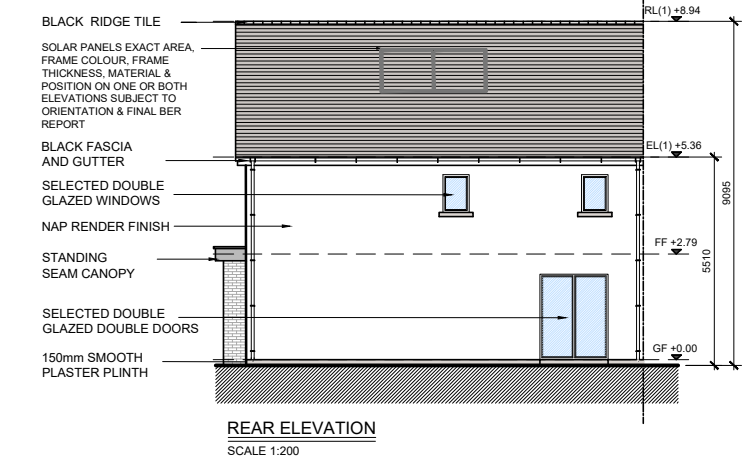 BLACK RIDGE TILE
SOLAR PANELS EXACT AREA,
FRAME COLOUR, FRAME
THICKNESS, MATERIAL &
POSITION ON ONE OR BOTH
ELEVATIONS SUBJECT TO
ORIENTATION & FINAL BER
REPORT
BLACK FASCIA
AND GUTTER
SELECTED DOUBLE
GLAZED WINDOWS
NAP RENDER FINISH
STANDING
SEAM CANOPY
SELECTED DOUBLE
GLAZED DOUBLE DOORS
150mm SMOOTH
PLASTER PLINTH
RL(1) +8.94
EL(1) +5.36
FF +2.79
GF +0.00
5510
9095
REAR ELEVATION
SCALE 1:200